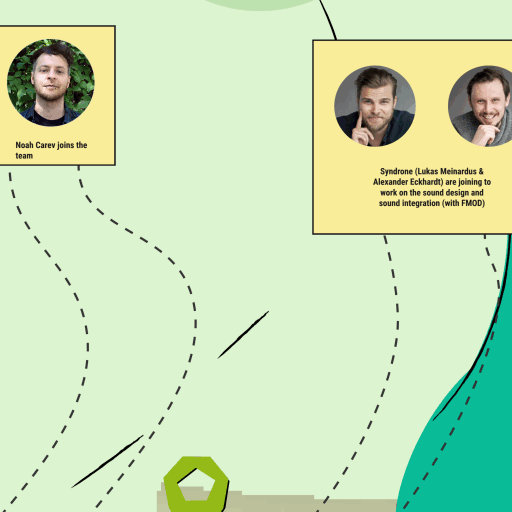 Noah Carev joins the
team
Syndrone (Lukas Meinardus &
Alexander Eckhardt) are joining to
work on the sound design and
sound integration (with FMOD)